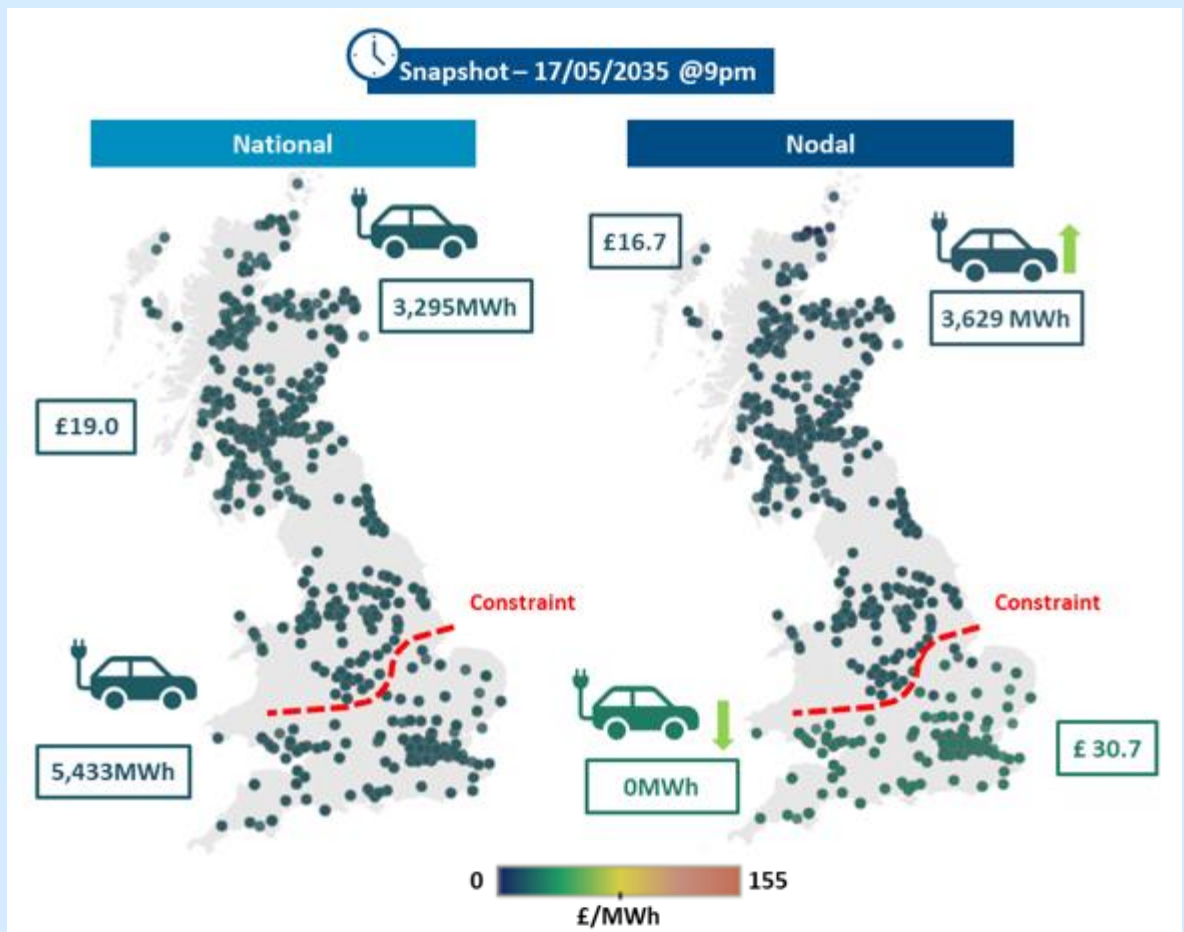 Snapshot – 17/05/2035 @9pm
National
Nodal
3,295MWh
£19.0
Constraint
5,433MWh
£16.7
3,629 MWh
Constraint
0MWh
£ 30.7
0
155
£/MWh